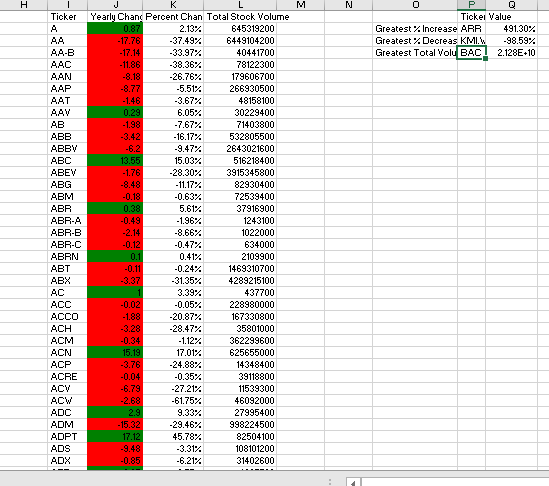 H I J K L M N O P Q
Ticker Yearly Chan Percent Chan Total Stock Volume Ticker Value
A 0.87 2.13% 645319200 Greatest % Increase ARR 491.30%
AA -17.76 -37.49% 6449104200 Greatest % Decreas KMI.W -98.59%
AA-B -17.14 -33.97% 40441700 Greatest Total Volu BAC 2.128E+10
AAC -11.86 -38.36% 78122300
AAN -9.18 -26.76% 179606700
AAP -8.77 -5.51% 266930500
AAT -1.46 -3.67% 48158100
AAV 0.29 6.05% 30229400
AB -1.98 -7.67% 71403800
ABB -3.42 -16.17% 532805500
ABBV -6.2 -9.47% 2643021600
ABC 13.55 15.03% 516218400
ABEV -1.76 -28.30% 3915345800
ABG -8.48 -11.17% 82930400
ABM -0.18 -0.63% 72539400
ABR 0.38 5.61% 37916900
ABR-A -0.49 -1.96% 1243100
ABR-B -2.14 -8.66% 1022000
ABR-C -0.12 -0.47% 634000
ABRN 0.1 0.41% 2109900
ABT -0.11 -0.24% 1469310700
ABX -3.37 -31.35% 4289215100
AC 1 3.39% 437700
ACC -0.02 -0.05% 228980000
ACCO -1.88 -20.87% 167330800
ACH -3.28 -28.47% 35801000
ACM -0.34 -1.12% 362299600
ACN 15.19 17.01% 625655000
ACP -3.76 -24.88% 14348400
ACRE -0.04 -0.35% 39118800
ACV -6.79 -27.21% 11539300
ACW -2.68 -61.75% 46092000
ADC 2.9 9.33% 27995400
ADM -15.32 -29.46% 998224500
ADPT 17.12 45.78% 82504100
ADS -9.48 -3.31% 108101200
ADX -0.85 -6.21% 31402600